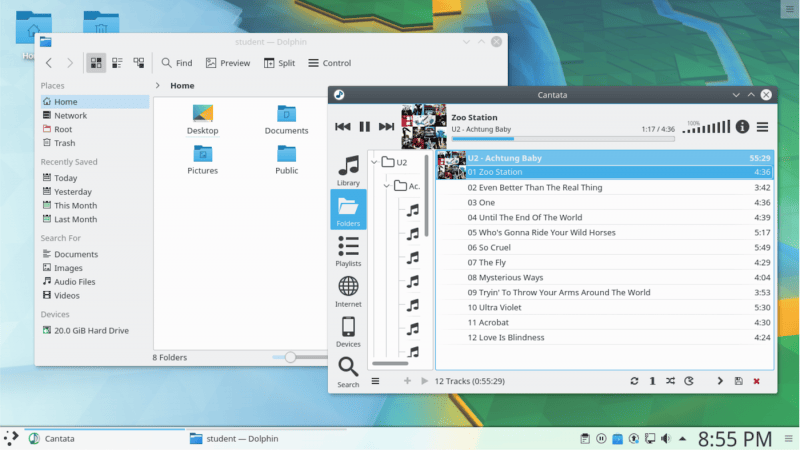 student — Dolphin
Find
Preview
Split
Control
Places
Home
Network
Root
Trash
Recently Saved
Today
Yesterday
This Month
Last Month
Search For
Documents
Images
Audio Files
Videos
Devices
20.0 GiB Hard Drive
Home
Desktop
Documents
Pictures
Public
8 Folders
Cantata
Zoo Station
U2 - Achtung Baby
1:17 / 4:36
100%
Library
Folders
Playlists
Internet
Devices
Search
U2
Ac.
U2 - Achtung Baby 55:29
01 Zoo Station 4:36
02 Even Better Than The Real Thing 3:42
03 One 4:36
04 Until The End Of The World 4:39
05 Who's Gonna Ride Your Wild Horses 5:17
06 So Cruel 5:49
07 The Fly 4:29
08 Mysterious Ways 4:04
09 Tryin' To Throw Your Arms Around The World 3:53
10 Ultra Violet 5:30
11 Acrobat 4:30
12 Love Is Blindness 4:24
12 Tracks (0:55:29)
1
Cantata
student — Dolphin
8:55 PM